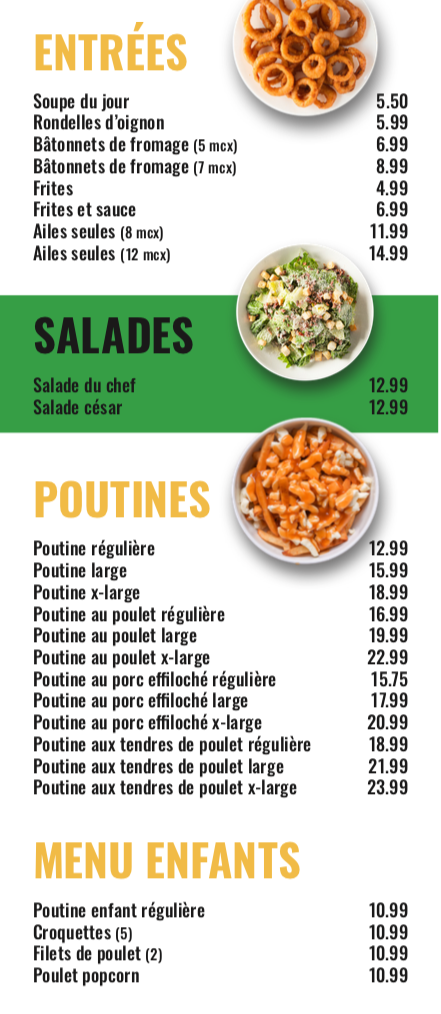 ENTRÉES
Soupe du jour 5.50
Rondelles d'oignon 5.99
Bâtonnets de fromage (5 mcx) 6.99
Bâtonnets de fromage (7 mcx) 8.99
Frites 4.99
Frites et sauce 6.99
Ailes seules (8 mcx) 11.99
Ailes seules (12 mcx) 14.99
SALADES
Salade du chef 12.99
Salade césar 12.99
POUTINES
Poutine régulière 12.99
Poutine large 15.99
Poutine x-large 18.99
Poutine au poulet régulière 16.99
Poutine au poulet large 19.99
Poutine au poulet x-large 22.99
Poutine au porc effiloché régulière 15.75
Poutine au porc effiloché large 17.99
Poutine au porc effiloché x-large 20.99
Poutine aux tendres de poulet régulière 18.99
Poutine aux tendres de poulet large 21.99
Poutine aux tendres de poulet x-large 23.99
MENU ENFANTS
Poutine enfant régulière 10.99
Croquettes (5) 10.99
Filets de poulet (2) 10.99
Poulet popcorn 10.99